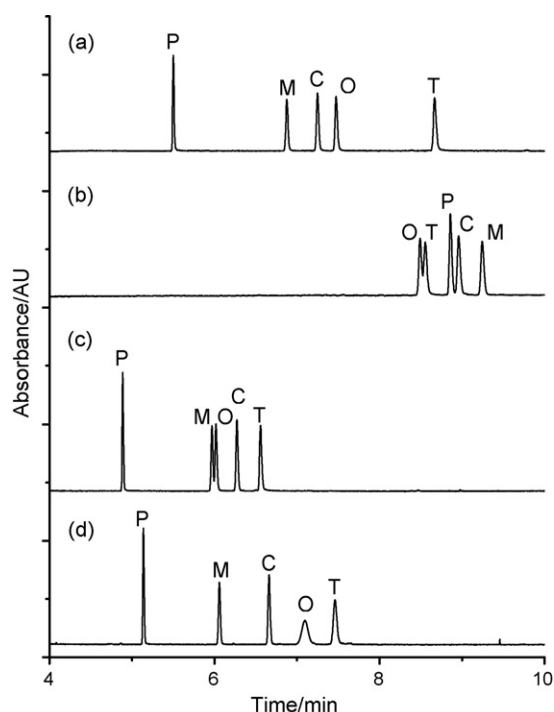 (a)
P
M
C
O
T
(b)
O
T
P
C
M
(c)
P
M
O
C
T
(d)
P
M
C
O
T
Absorbance/AU
4
6
8
10
Time/min